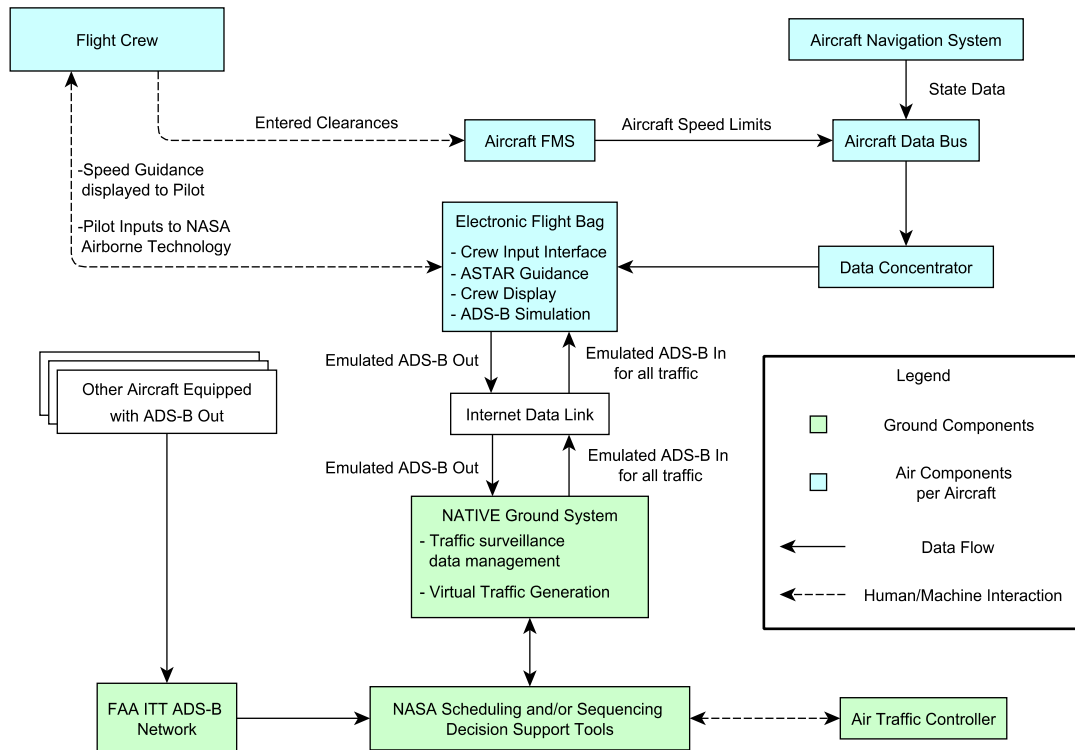 Flight Crew
Aircraft Navigation System
State Data
Entered Clearances
Aircraft FMS
Aircraft Speed Limits
Aircraft Data Bus
-Speed Guidance
displayed to Pilot
-Pilot Inputs to NASA
Airborne Technology
Electronic Flight Bag
- Crew Input Interface
- ASTAR Guidance
- Crew Display
- ADS-B Simulation
Data Concentrator
Emulated ADS-B Out
Emulated ADS-B In
for all traffic
Other Aircraft Equipped
with ADS-B Out
Internet Data Link
Emulated ADS-B Out
Emulated ADS-B In
for all traffic
NATIVE Ground System
- Traffic surveillance
data management
- Virtual Traffic Generation
Legend
Ground Components
Air Components
per Aircraft
Data Flow
Human/Machine Interaction
FAA ITT ADS-B
Network
NASA Scheduling and/or Sequencing
Decision Support Tools
Air Traffic Controller